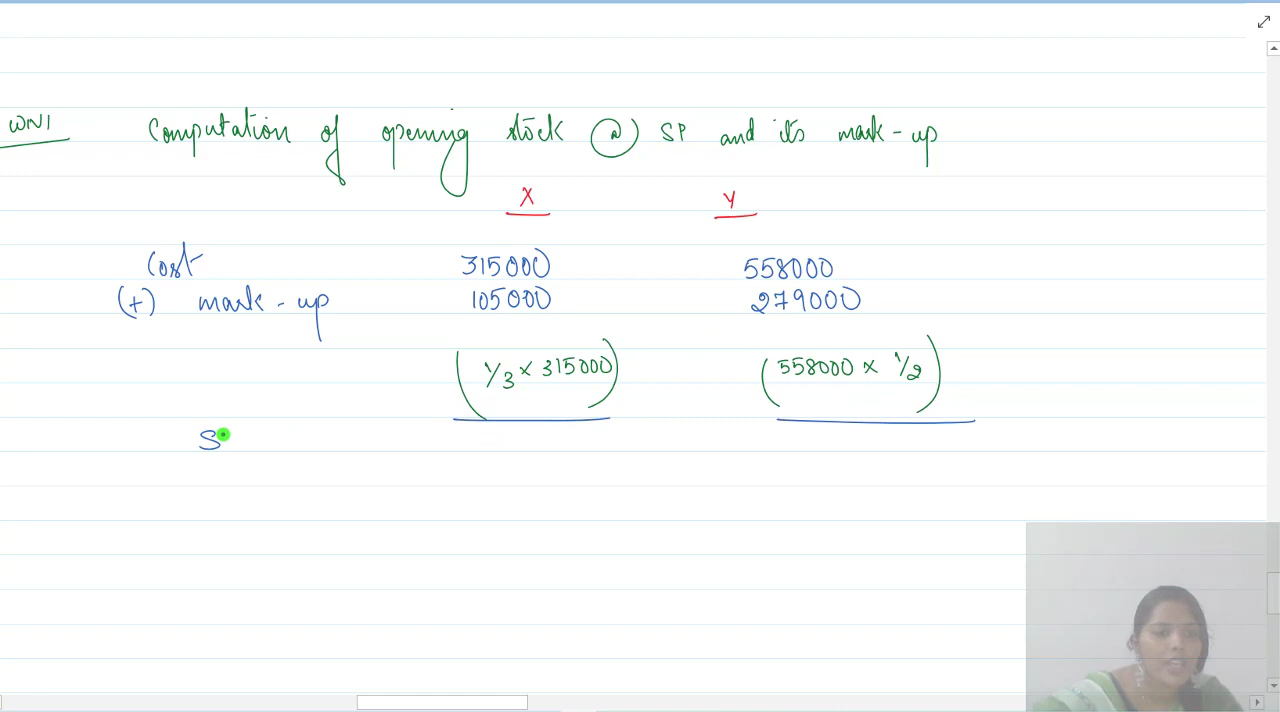 WN1 Computation of opening stock @ SP and its mark-up
X Y
Cost 315000 558000
(+) mark-up 105000 279000
(1/3 × 315000) (558000 × 1/2)
S